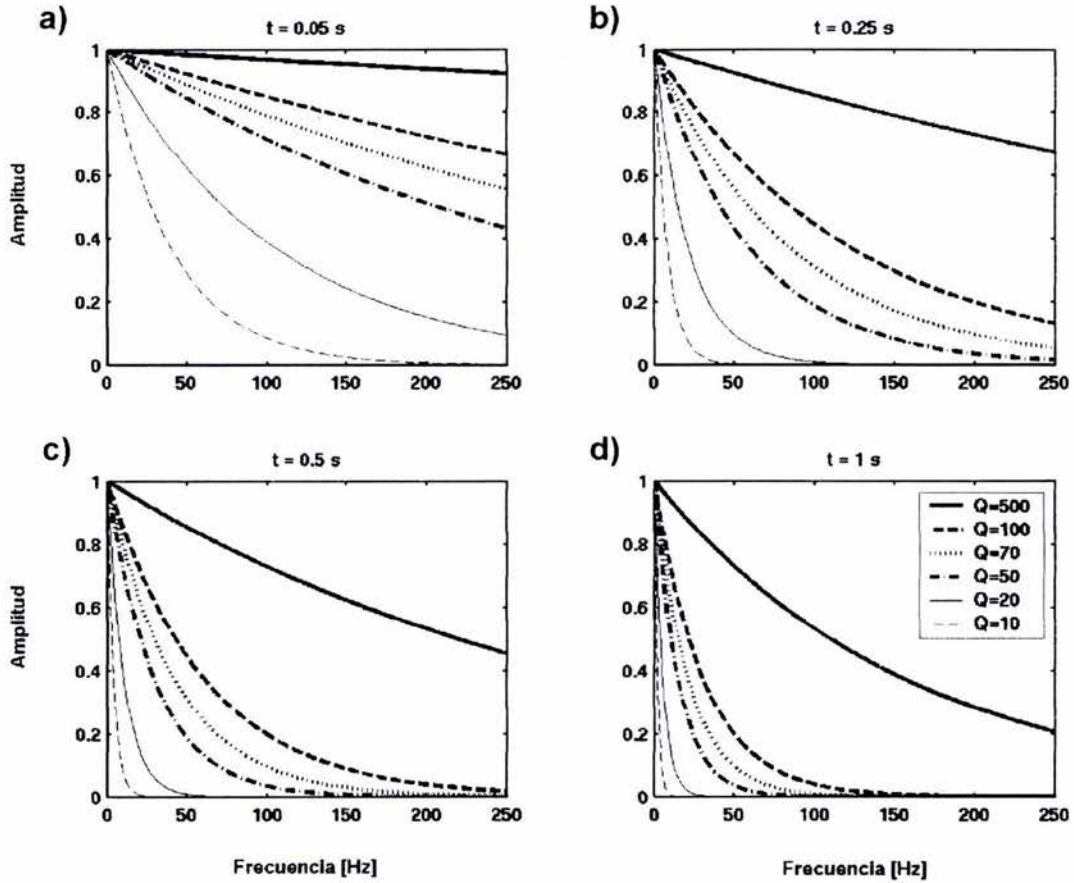 a)
t = 0.05 s
Amplitud
1
0.8
0.6
0.4
0.2
0
0 50 100 150 200 250
b)
t = 0.25 s
1
0.8
0.6
0.4
0.2
0
0 50 100 150 200 250
c)
t = 0.5 s
Amplitud
1
0.8
0.6
0.4
0.2
0
0 50 100 150 200 250
Frecuencia [Hz]
d)
t = 1 s
1
0.8
0.6
0.4
0.2
0
Q=500
Q=100
Q=70
Q=50
Q=20
Q=10
0 50 100 150 200 250
Frecuencia [Hz]